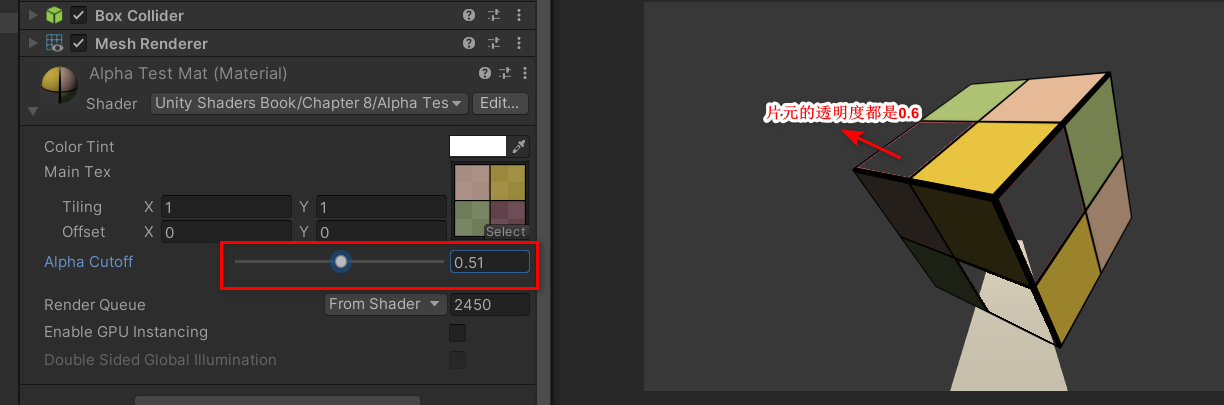 Box Collider
Mesh Renderer
Alpha Test Mat (Material)
Shader
Unity Shaders Book/Chapter 8/Alpha Tes
Edit...
Color Tint
Main Tex
Tiling X 1 Y 1
Offset X 0 Y 0
Select
Alpha Cutoff 0.51
Render Queue From Shader 2450
Enable GPU Instancing
Double Sided Global Illumination
片元的透明度都是0.6